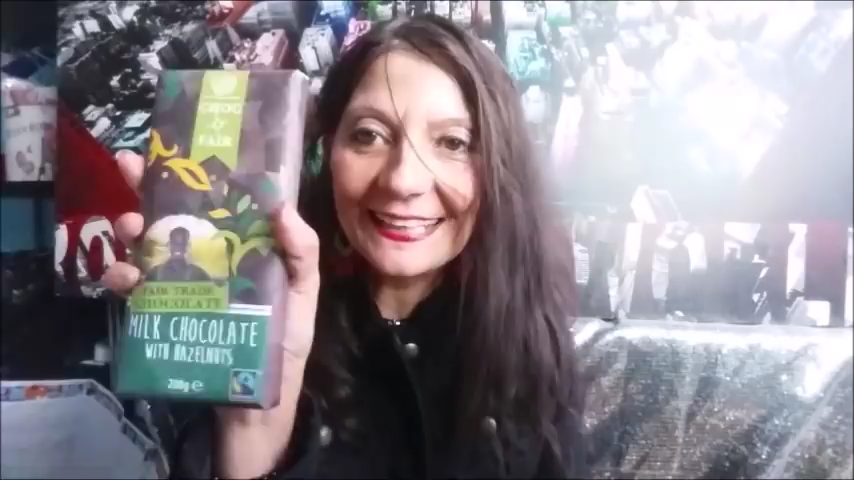 CHOC
&
FAIR
FAIR TRADE
CHOCOLATE
MILK CHOCOLATE
WITH HAZELNUTS
200g e